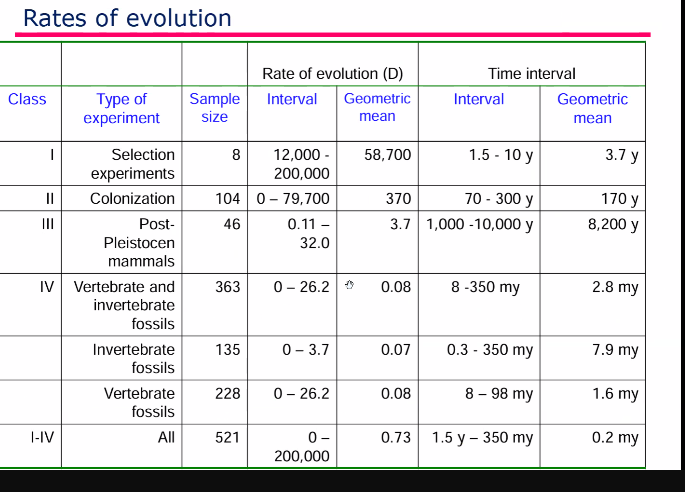 Rates of evolution
Rate of evolution (D) Time interval
Class Type of experiment Sample size Interval Geometric mean Interval Geometric mean
I Selection experiments 8 12,000 - 200,000 58,700 1.5 - 10 y 3.7 y
II Colonization 104 0 – 79,700 370 70 - 300 y 170 y
III Post-Pleistocen mammals 46 0.11 – 32.0 3.7 1,000 -10,000 y 8,200 y
IV Vertebrate and invertebrate fossils 363 0 – 26.2 0.08 8 -350 my 2.8 my
Invertebrate fossils 135 0 – 3.7 0.07 0.3 - 350 my 7.9 my
Vertebrate fossils 228 0 – 26.2 0.08 8 – 98 my 1.6 my
I-IV All 521 0 – 200,000 0.73 1.5 y – 350 my 0.2 my